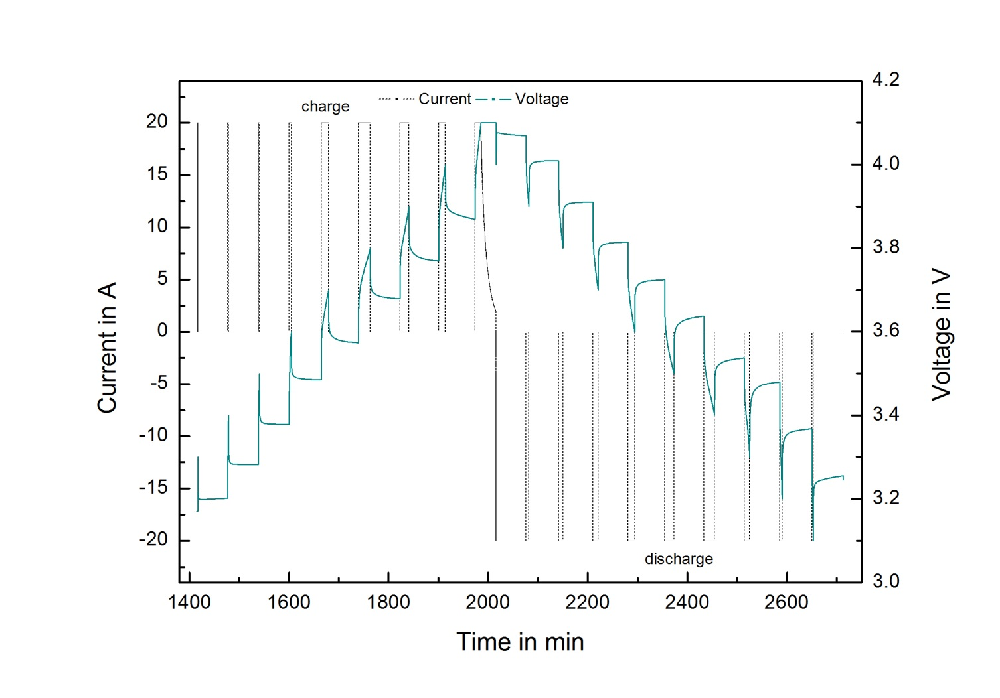 4.2
charge
Current
Voltage
20
15
10
5
0
-5
-10
-15
-20
4.0
3.8
3.6
3.4
3.2
3.0
Current in A
Voltage in V
discharge
1400 1600 1800 2000 2200 2400 2600
Time in min